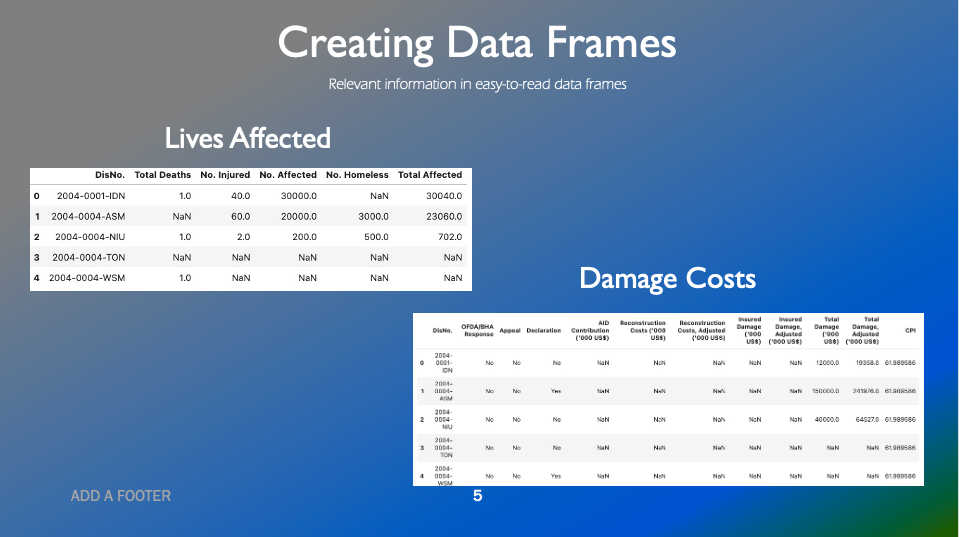 Creating Data Frames
Relevant information in easy-to-read data frames
Lives Affected
DisNo. Total Deaths No. Injured No. Affected No. Homeless Total Affected
0 2004-0001-IDN 1.0 40.0 30000.0 NaN 30040.0
1 2004-0004-ASM NaN 60.0 20000.0 3000.0 23060.0
2 2004-0004-NIU 1.0 2.0 200.0 500.0 702.0
3 2004-0004-TON NaN NaN NaN NaN NaN
4 2004-0004-WSM 1.0 NaN NaN NaN NaN
Damage Costs
DisNo. OFDA/BHA Response Appeal Declaration AID Contribution ('000 US$) Reconstruction Costs ('000 US$) Reconstruction Costs, Adjusted ('000 US$) Insured Damage ('000 US$) Insured Damage, Adjusted ('000 US$) Total Damage ('000 US$) Total Damage, Adjusted ('000 US$) CPI
0 2004-0001-IDN No No No NaN NaN NaN NaN NaN 12000.0 19358.0 61.989586
1 2004-0004-ASM No No Yes NaN NaN NaN NaN NaN 150000.0 241976.0 61.989586
2 2004-0004-NIU No No No NaN NaN NaN NaN NaN 40000.0 64527.0 61.989586
3 2004-0004-TON No No No NaN NaN NaN NaN NaN NaN NaN 61.989586
4 2004-0004-WSM No No Yes NaN NaN NaN NaN NaN NaN NaN 61.989586
ADD A FOOTER
5